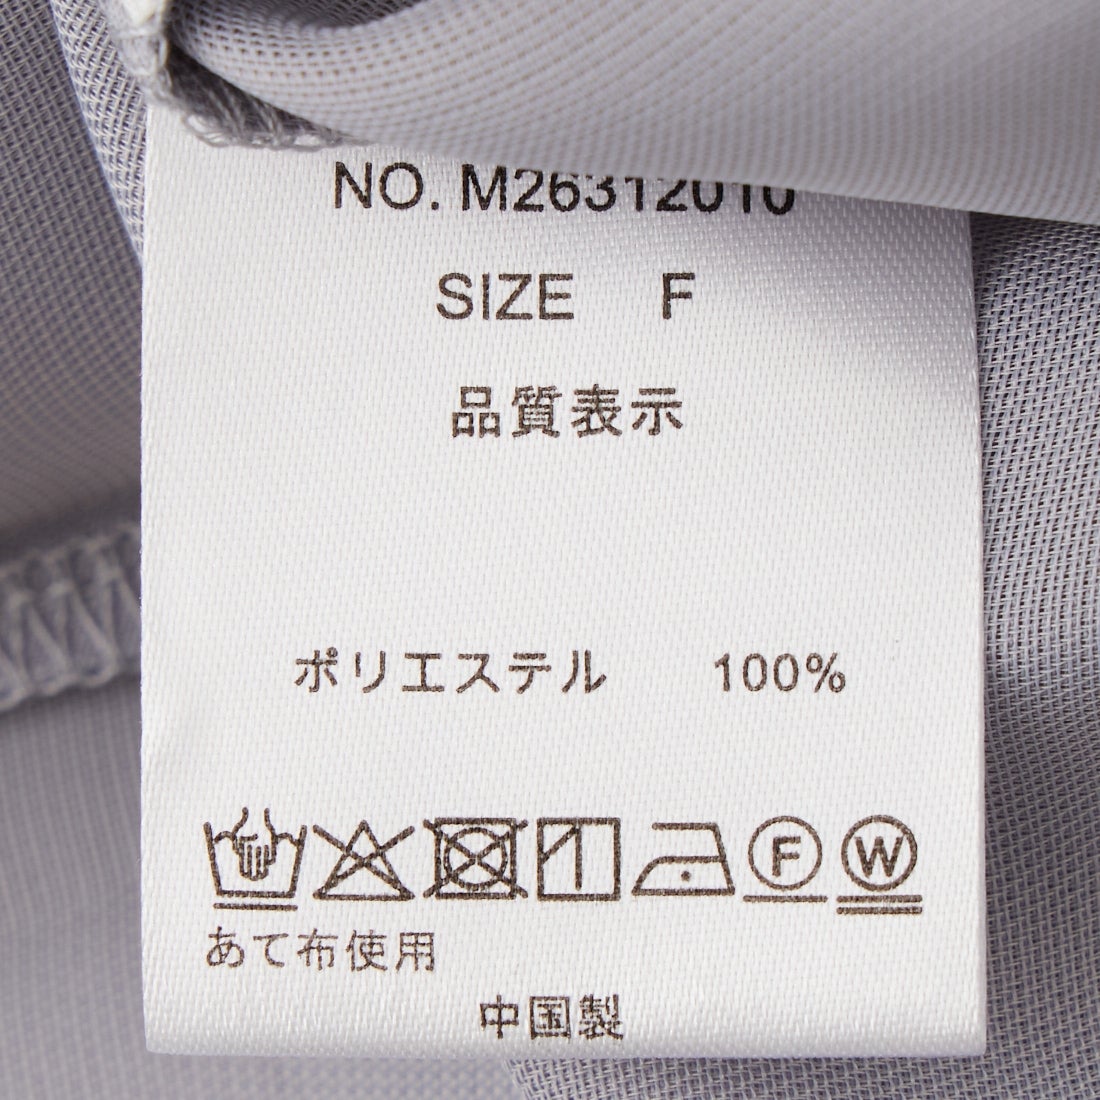 NO. M26312010
SIZE F
品質表示
ポリエステル 100%
F W
あて布使用
中国製